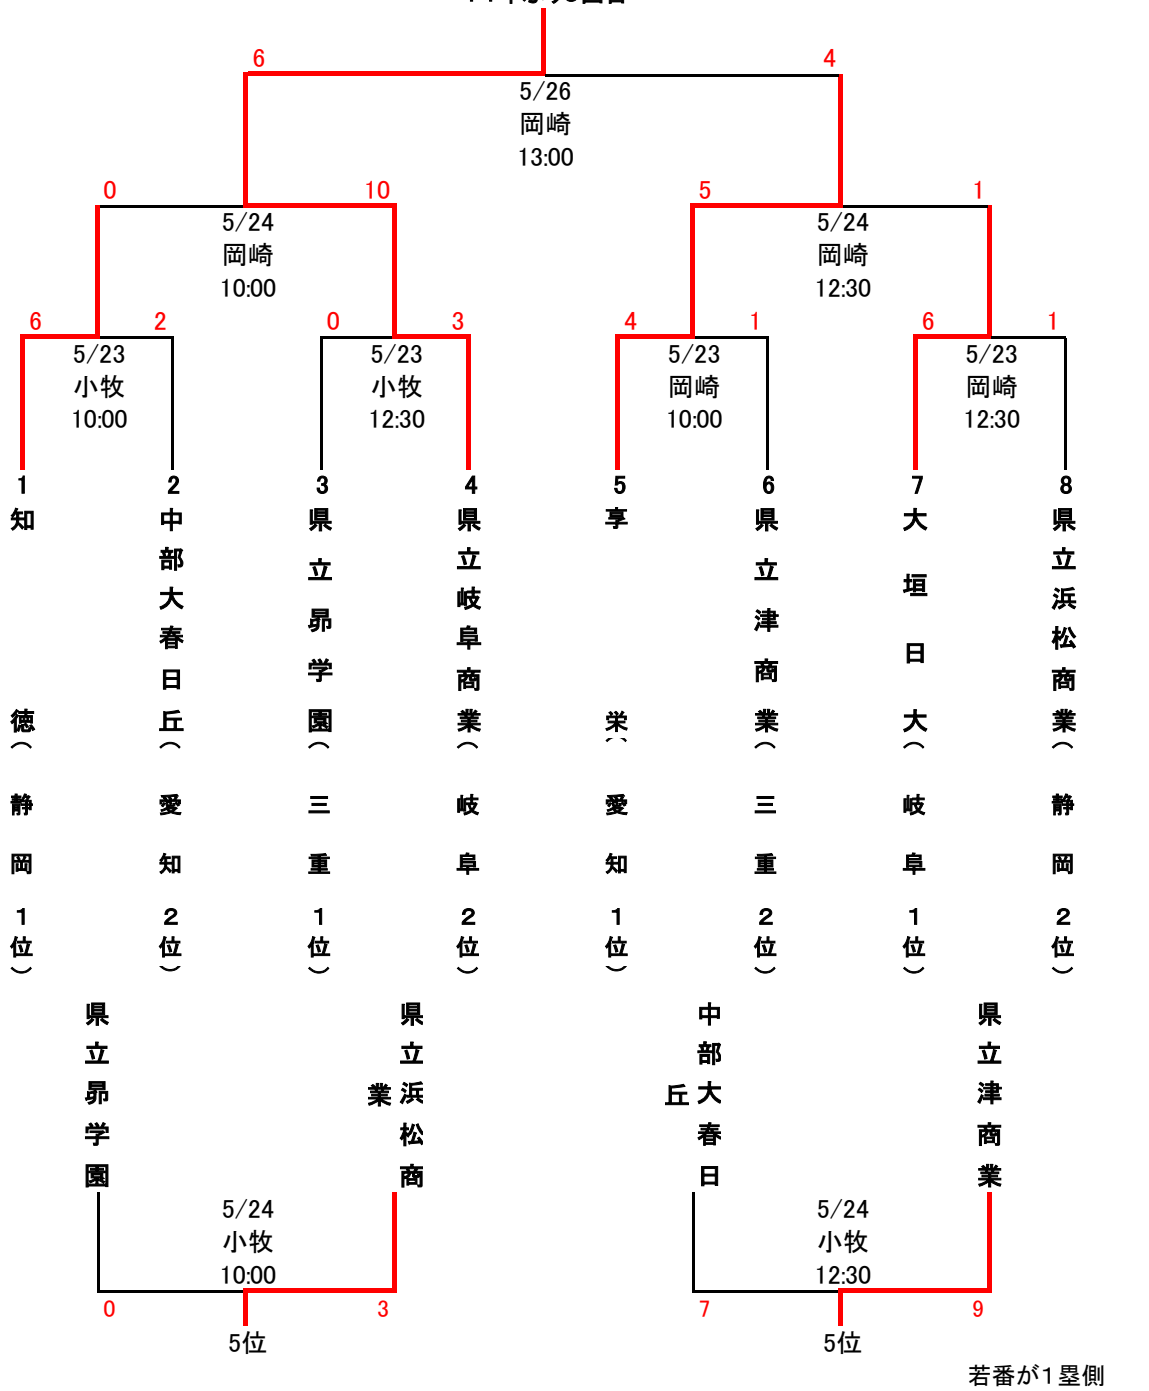 6
4
5/26
岡崎
13:00
0
10
5
1
5/24
岡崎
10:00
5/24
岡崎
12:30
6
2
0
3
4
1
6
1
5/23
小牧
10:00
5/23
小牧
12:30
5/23
岡崎
10:00
5/23
岡崎
12:30
1
2
3
4
5
6
7
8
知徳(静岡1位)
中部大春日丘(愛知2位)
県立昴学園(三重1位)
県立岐阜商業(岐阜2位)
享栄(愛知1位)
県立津商業(三重2位)
大垣日大(岐阜1位)
県立浜松商業(静岡2位)
県立昴学園
県立浜松商
業
中部大春日
丘
県立津商業
5/24
小牧
10:00
5/24
小牧
12:30
0
3
7
9
5位
5位
若番が1塁側